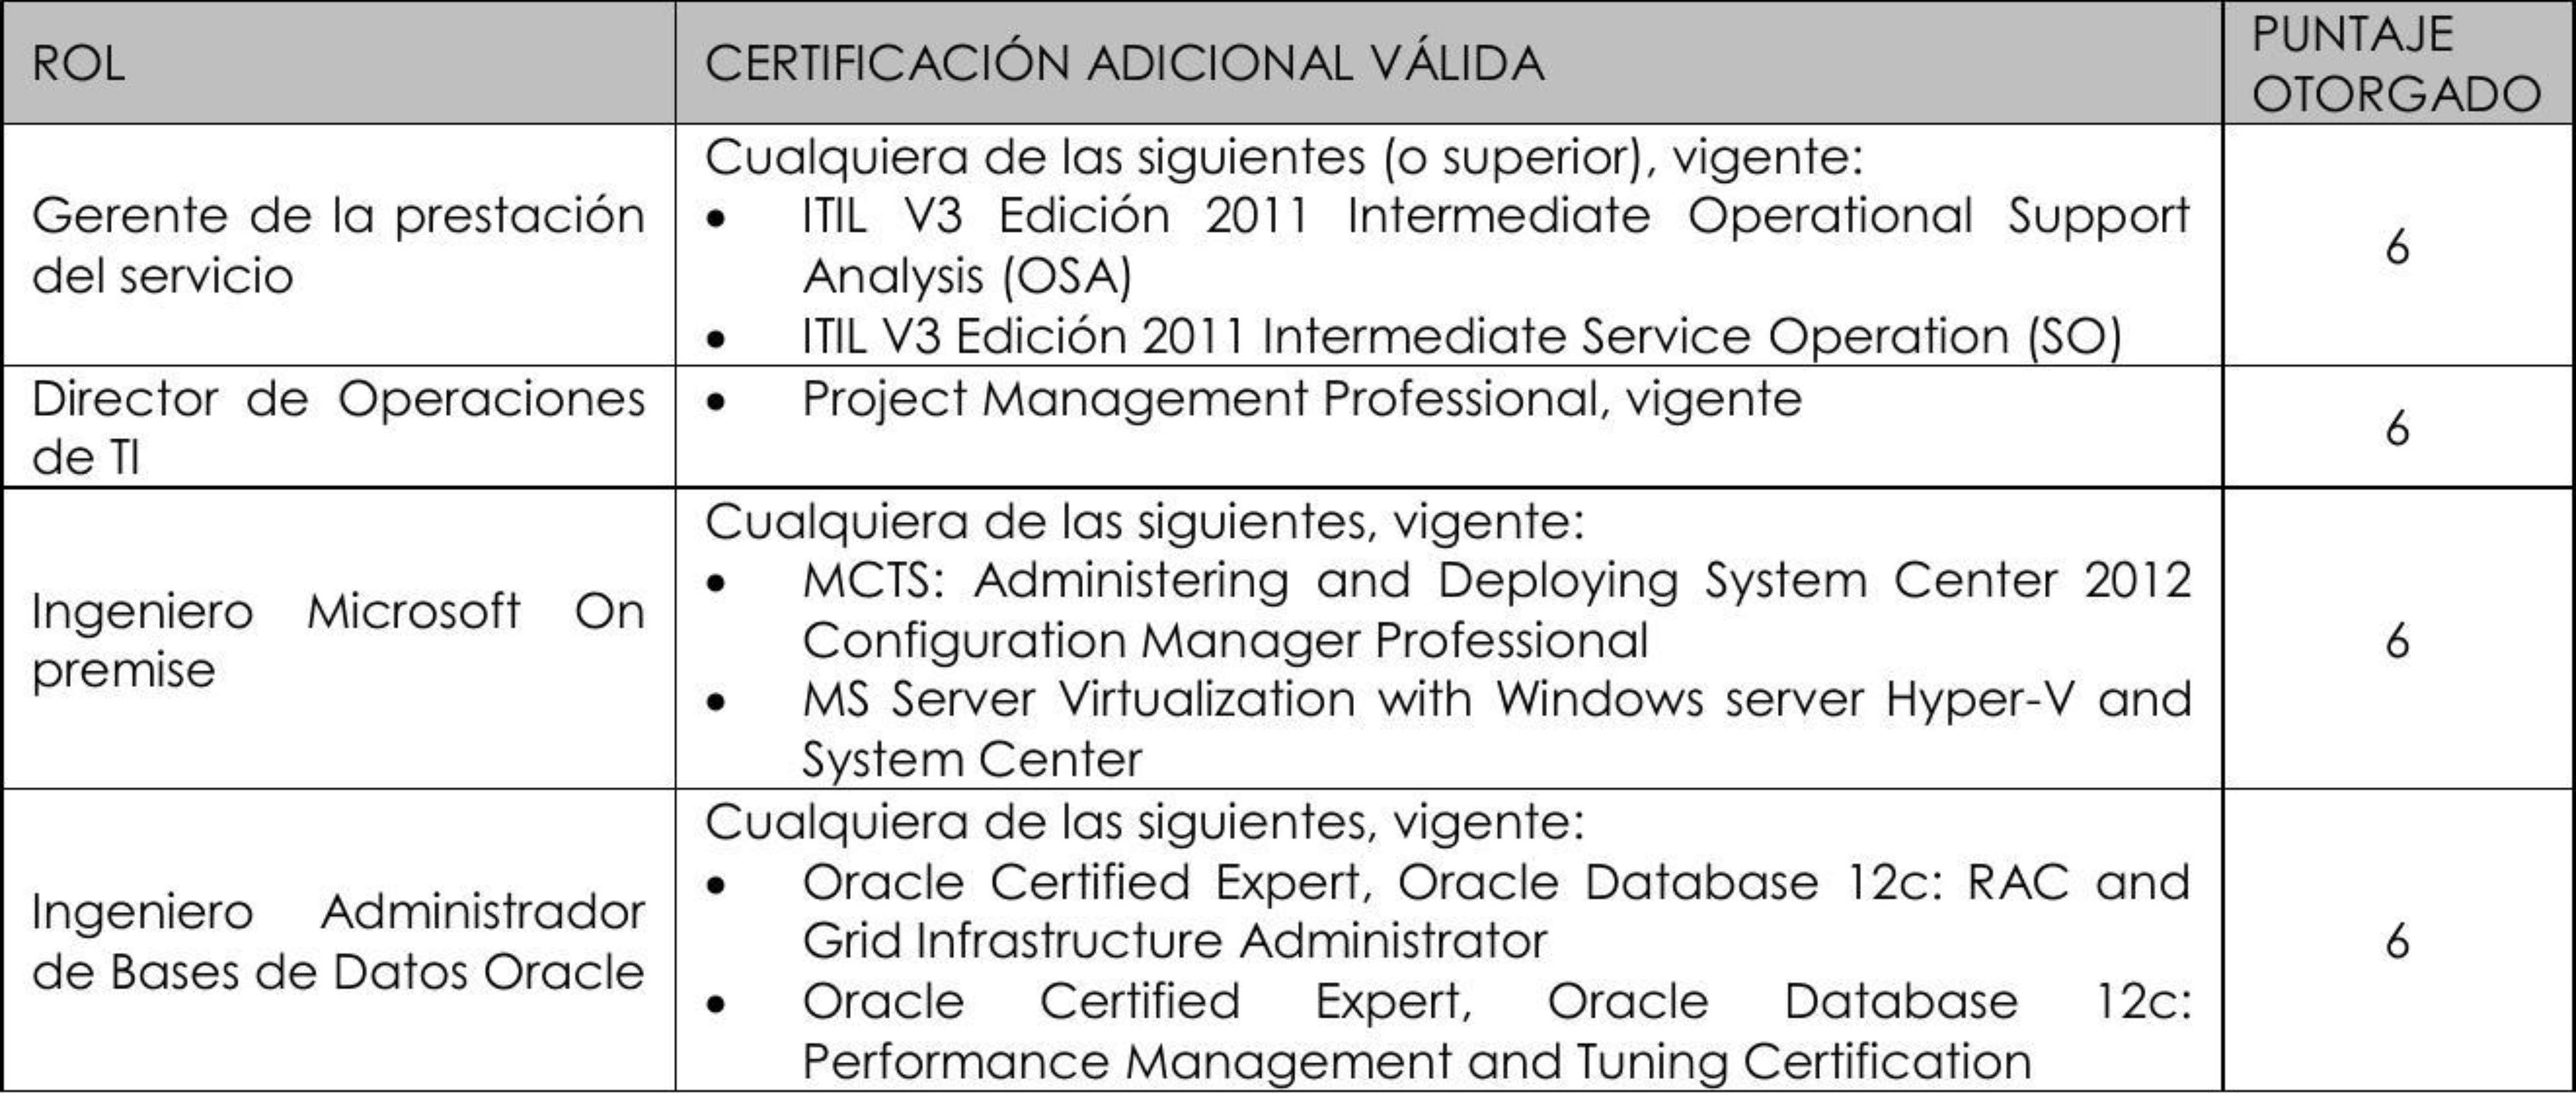 ROL
CERTIFICACIÓN ADICIONAL VÁLIDA
PUNTAJE
OTORGADO
Gerente de la prestación
del servicio
Cualquiera de las siguientes (o superior), vigente:
• ITIL V3 Edición 2011 Intermediate Operational Support
Analysis (OSA)
• ITIL V3 Edición 2011 Intermediate Service Operation (SO)
6
Director de Operaciones
de TI
• Project Management Professional, vigente
6
Ingeniero Microsoft On
premise
Cualquiera de las siguientes, vigente:
• MCTS: Administering and Deploying System Center 2012
Configuration Manager Professional
• MS Server Virtualization with Windows server Hyper-V and
System Center
6
Ingeniero Administrador
de Bases de Datos Oracle
Cualquiera de las siguientes, vigente:
• Oracle Certified Expert, Oracle Database 12c: RAC and
Grid Infrastructure Administrator
• Oracle Certified Expert, Oracle Database 12c:
Performance Management and Tuning Certification
6